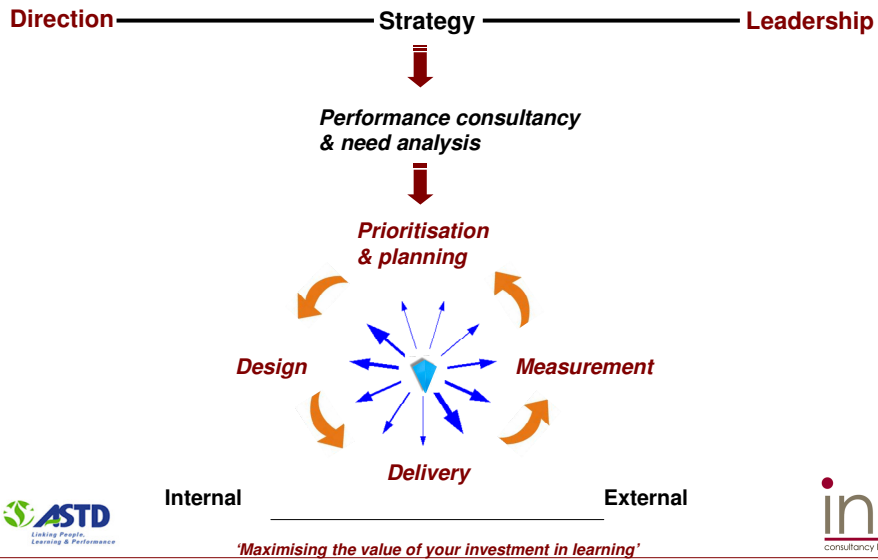 Direction Strategy Leadership
Performance consultancy
& need analysis
Prioritisation
& planning
Design Measurement
Delivery
Internal External
ASTD
Linking People,
Learning & Performance
in
consultancy
'Maximising the value of your investment in learning'